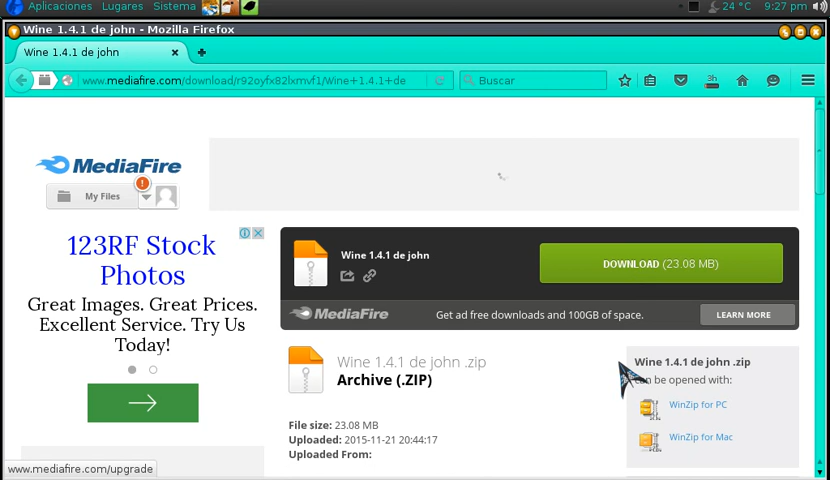 Aplicaciones Lugares Sistema 24 °C 9:27 pm
Wine 1.4.1 de john - Mozilla Firefox
Wine 1.4.1 de john
www.mediafire.com/download/r92oyfx82lxmvf1/Wine+1.4.1+de
Buscar
3h
MediaFire
My Files
!
123RF Stock
Photos
Great Images. Great Prices.
Excellent Service. Try Us
Today!
Wine 1.4.1 de john
DOWNLOAD (23.08 MB)
MediaFire
Get ad free downloads and 100GB of space.
LEARN MORE
Wine 1.4.1 de john .zip
Archive (.ZIP)
File size: 23.08 MB
Uploaded: 2015-11-21 20:44:17
Uploaded From:
Wine 1.4.1 de john .zip
can be opened with:
WinZip for PC
WinZip for Mac
www.mediafire.com/upgrade